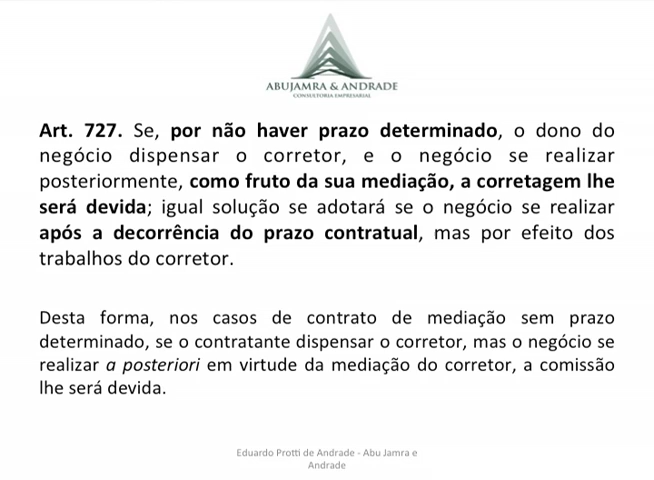 ABUJAMRA & ANDRADE
CONSULTORIA EMPRESARIAL
Art. 727. Se, por não haver prazo determinado, o dono do
negócio dispensar o corretor, e o negócio se realizar
posteriormente, como fruto da sua mediação, a corretagem lhe
será devida; igual solução se adotará se o negócio se realizar
após a decorrência do prazo contratual, mas por efeito dos
trabalhos do corretor.
Desta forma, nos casos de contrato de mediação sem prazo
determinado, se o contratante dispensar o corretor, mas o negócio se
realizar a posteriori em virtude da mediação do corretor, a comissão
lhe será devida.
Eduardo Protti de Andrade - Abu Jamra e
Andrade